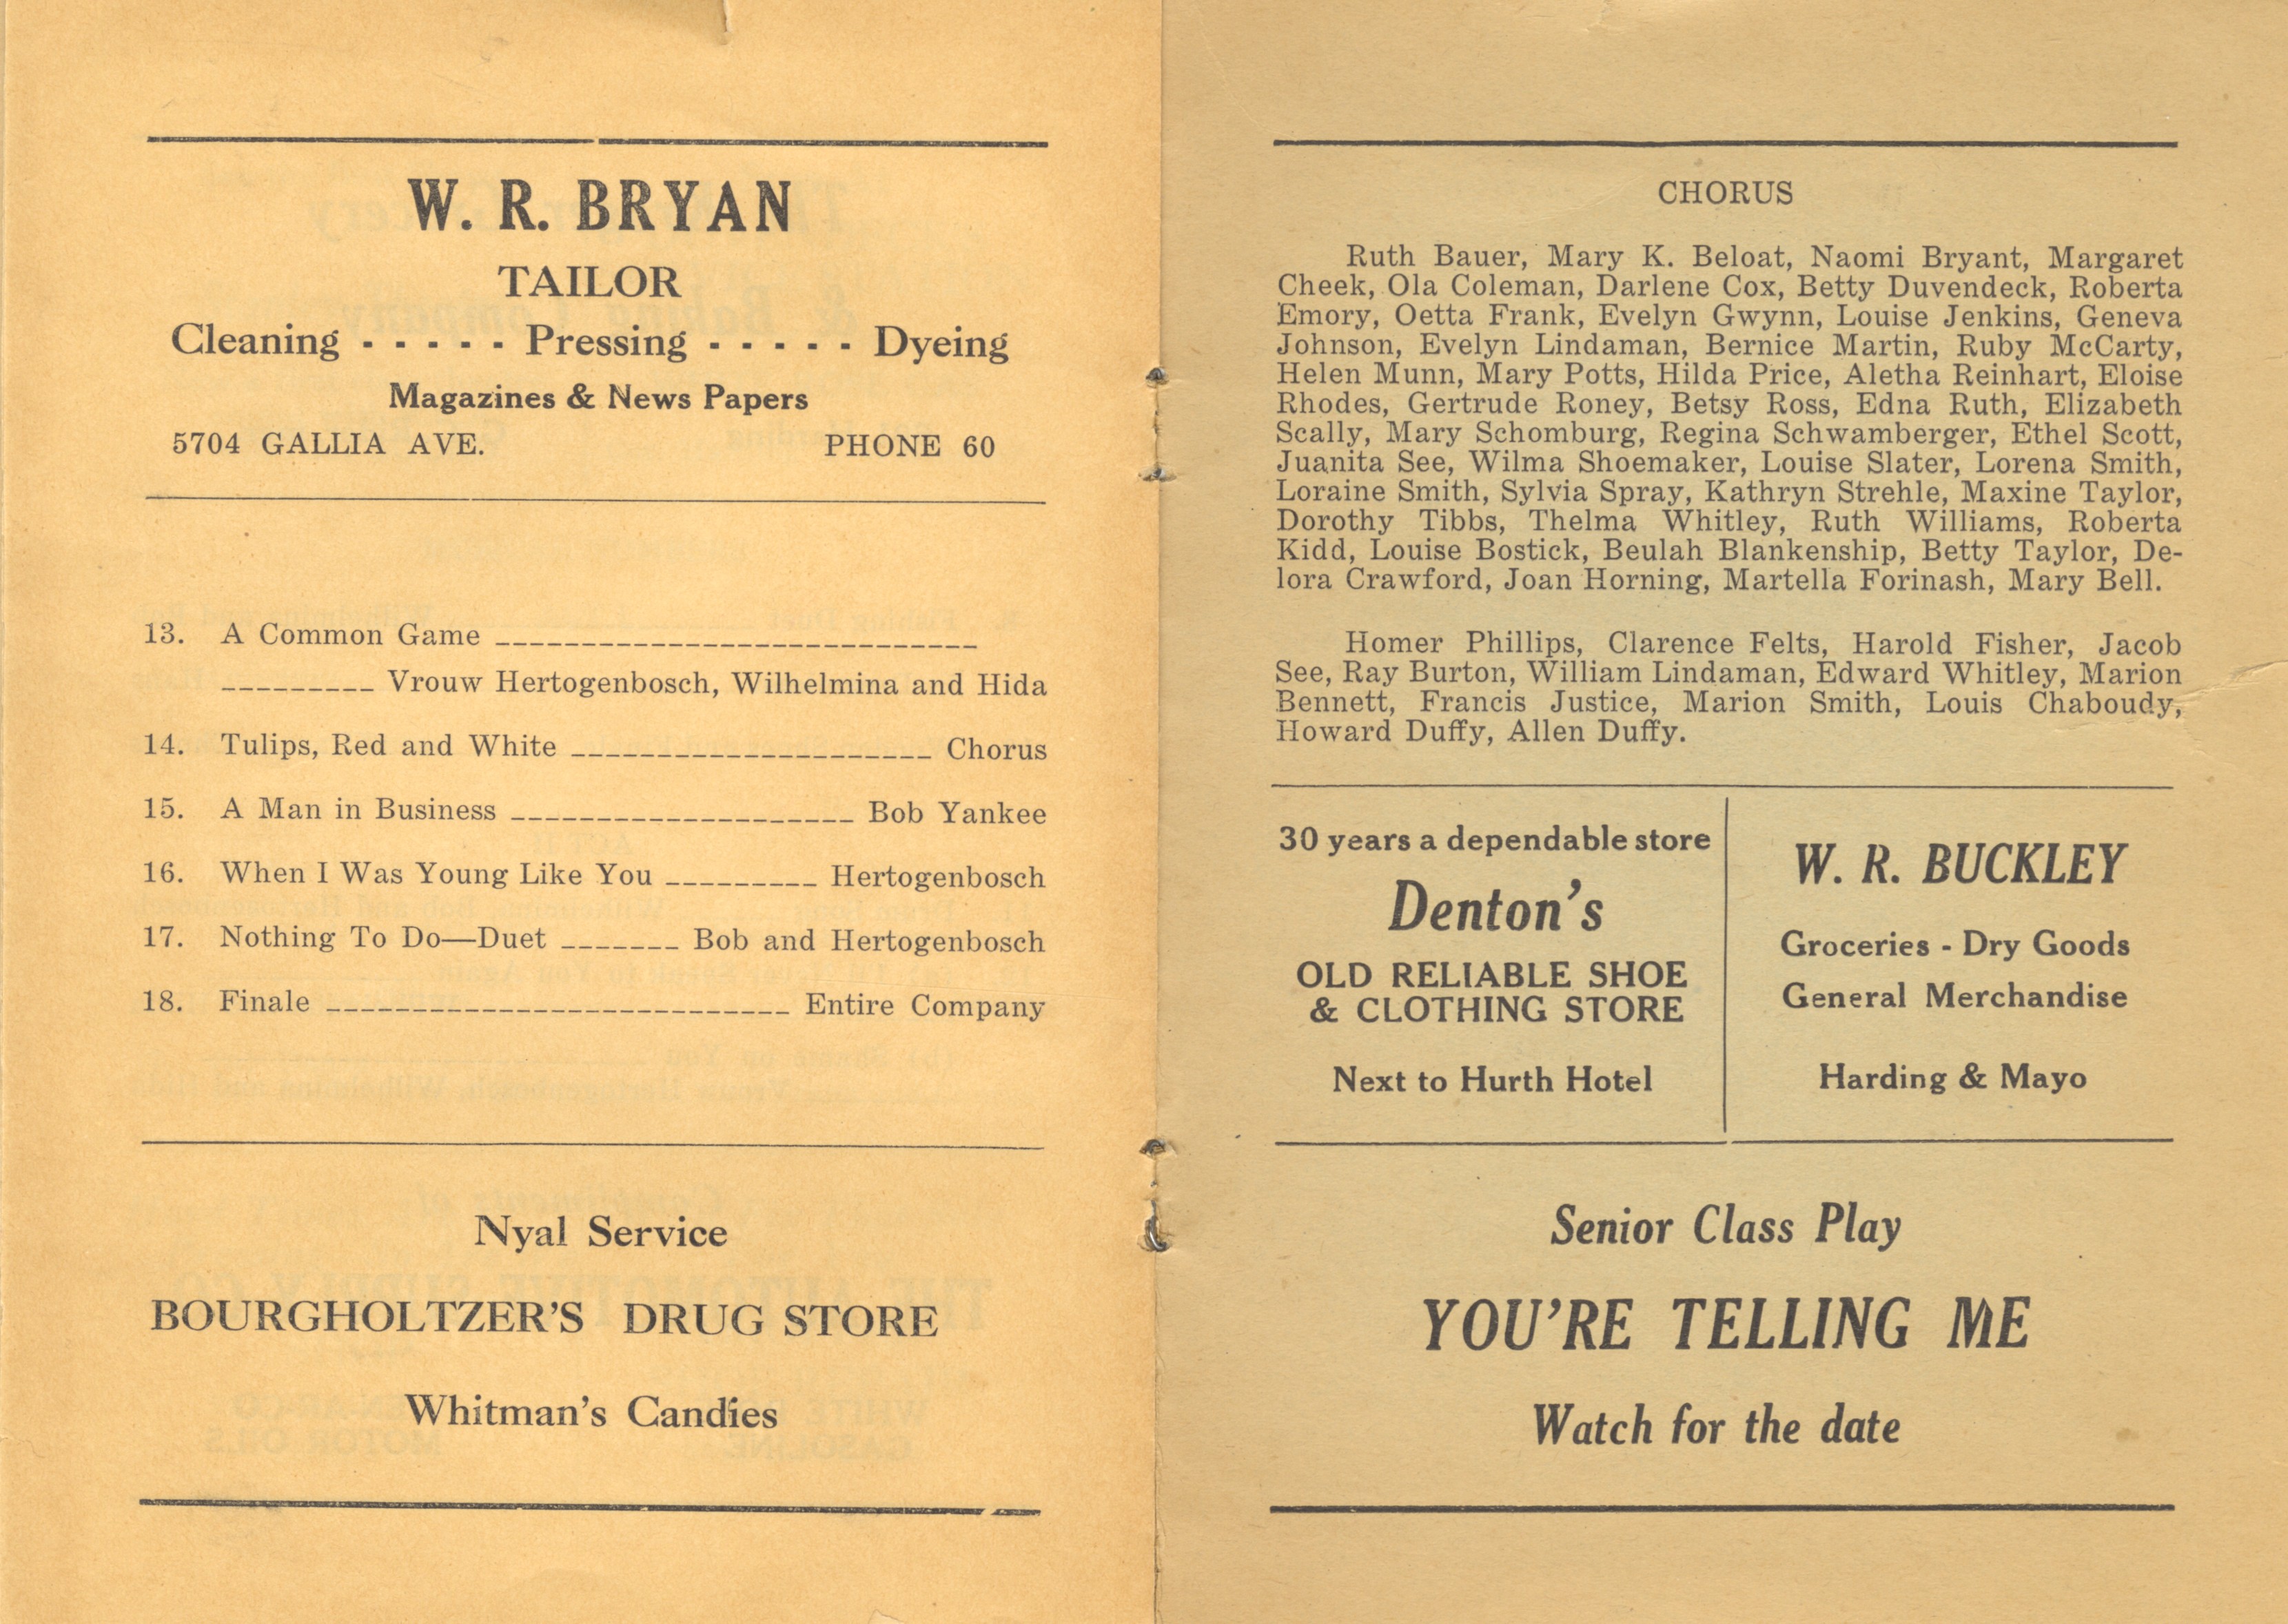 W. R. BRYAN
TAILOR
Cleaning - - - - - Pressing - - - - - Dyeing
Magazines & News Papers
5704 GALLIA AVE. PHONE 60
13. A Common Game ____________________________
_________ Vrouw Hertogenbosch, Wilhelmina and Hida
14. Tulips, Red and White _____________________ Chorus
15. A Man in Business ____________________ Bob Yankee
16. When I Was Young Like You _________ Hertogenbosch
17. Nothing To Do—Duet _______ Bob and Hertogenbosch
18. Finale ___________________________ Entire Company
Nyal Service
BOURGHOLTZER'S DRUG STORE
Whitman's Candies
CHORUS
Ruth Bauer, Mary K. Beloat, Naomi Bryant, Margaret
Cheek, Ola Coleman, Darlene Cox, Betty Duvendeck, Roberta
Emory, Oetta Frank, Evelyn Gwynn, Louise Jenkins, Geneva
Johnson, Evelyn Lindaman, Bernice Martin, Ruby McCarty,
Helen Munn, Mary Potts, Hilda Price, Aletha Reinhart, Eloise
Rhodes, Gertrude Roney, Betsy Ross, Edna Ruth, Elizabeth
Scally, Mary Schomburg, Regina Schwamberger, Ethel Scott,
Juanita See, Wilma Shoemaker, Louise Slater, Lorena Smith,
Loraine Smith, Sylvia Spray, Kathryn Strehle, Maxine Taylor,
Dorothy Tibbs, Thelma Whitley, Ruth Williams, Roberta
Kidd, Louise Bostick, Beulah Blankenship, Betty Taylor, De-
lora Crawford, Joan Horning, Martella Forinash, Mary Bell.
Homer Phillips, Clarence Felts, Harold Fisher, Jacob
See, Ray Burton, William Lindaman, Edward Whitley, Marion
Bennett, Francis Justice, Marion Smith, Louis Chaboudy,
Howard Duffy, Allen Duffy.
30 years a dependable store
Denton's
OLD RELIABLE SHOE
& CLOTHING STORE
Next to Hurth Hotel
W. R. BUCKLEY
Groceries - Dry Goods
General Merchandise
Harding & Mayo
Senior Class Play
YOU'RE TELLING ME
Watch for the date